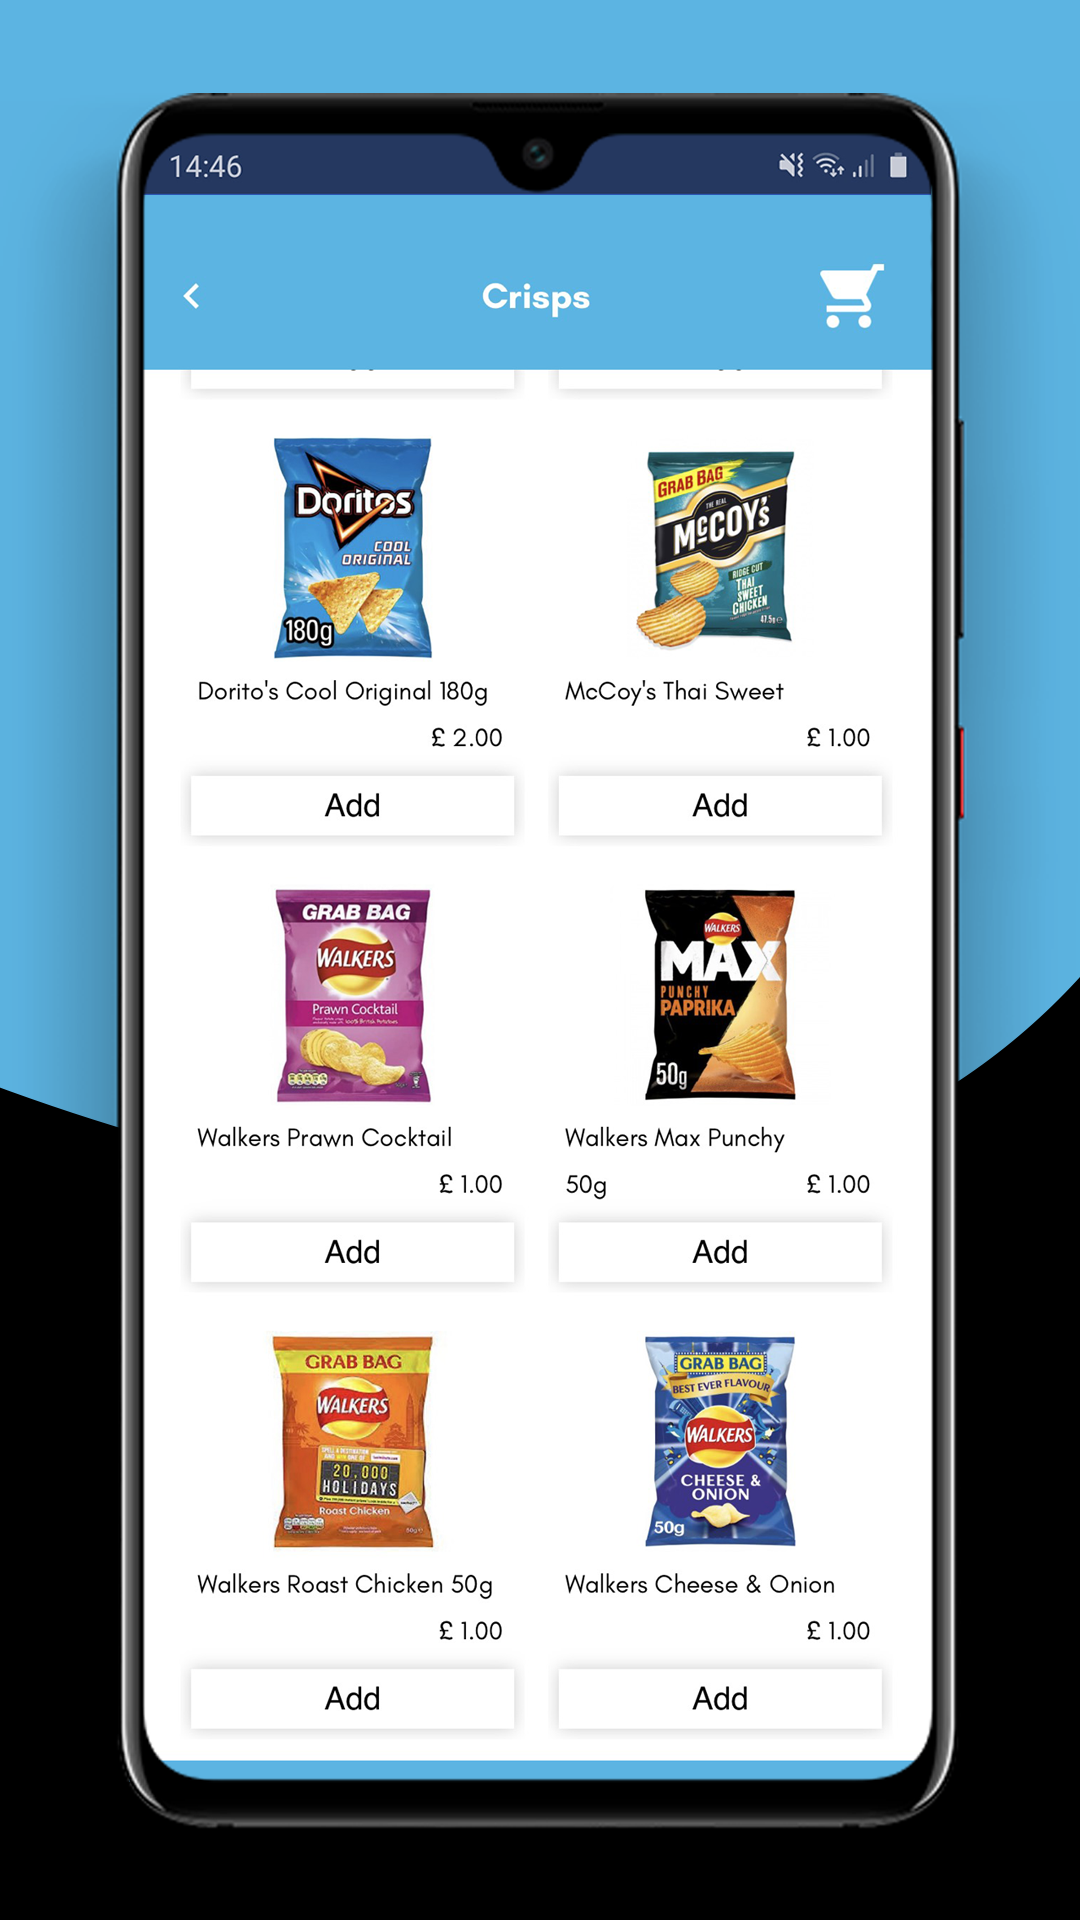 14:46
Crisps
Doritos
COOL
ORIGINAL
180g
GRAB BAG
THE REAL
McCOY's
RIDGE CUT
THAI
SWEET
CHICKEN
47.5g e
Dorito's Cool Original 180g
McCoy's Thai Sweet
£ 2.00
£ 1.00
Add
Add
GRAB BAG
WALKERS
Prawn Cocktail
WALKERS
MAX
PUNCHY
PAPRIKA
50g
Walkers Prawn Cocktail
Walkers Max Punchy
£ 1.00
50g £ 1.00
Add
Add
GRAB BAG
WALKERS
20,000
HOLIDAYS
Roast Chicken
50g e
GRAB BAG
BEST EVER FLAVOUR
WALKERS
CHEESE &
ONION
50g
Walkers Roast Chicken 50g
Walkers Cheese & Onion
£ 1.00
£ 1.00
Add
Add